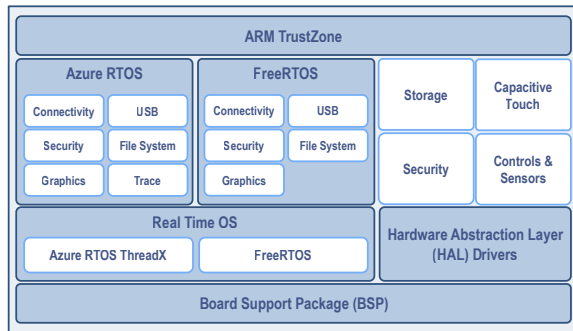 ARM TrustZone
Azure RTOS
Connectivity
USB
Security
File System
Graphics
Trace
FreeRTOS
Connectivity
USB
Security
File System
Graphics
Storage
Capacitive
Touch
Security
Controls &
Sensors
Real Time OS
Azure RTOS ThreadX
FreeRTOS
Hardware Abstraction Layer
(HAL) Drivers
Board Support Package (BSP)